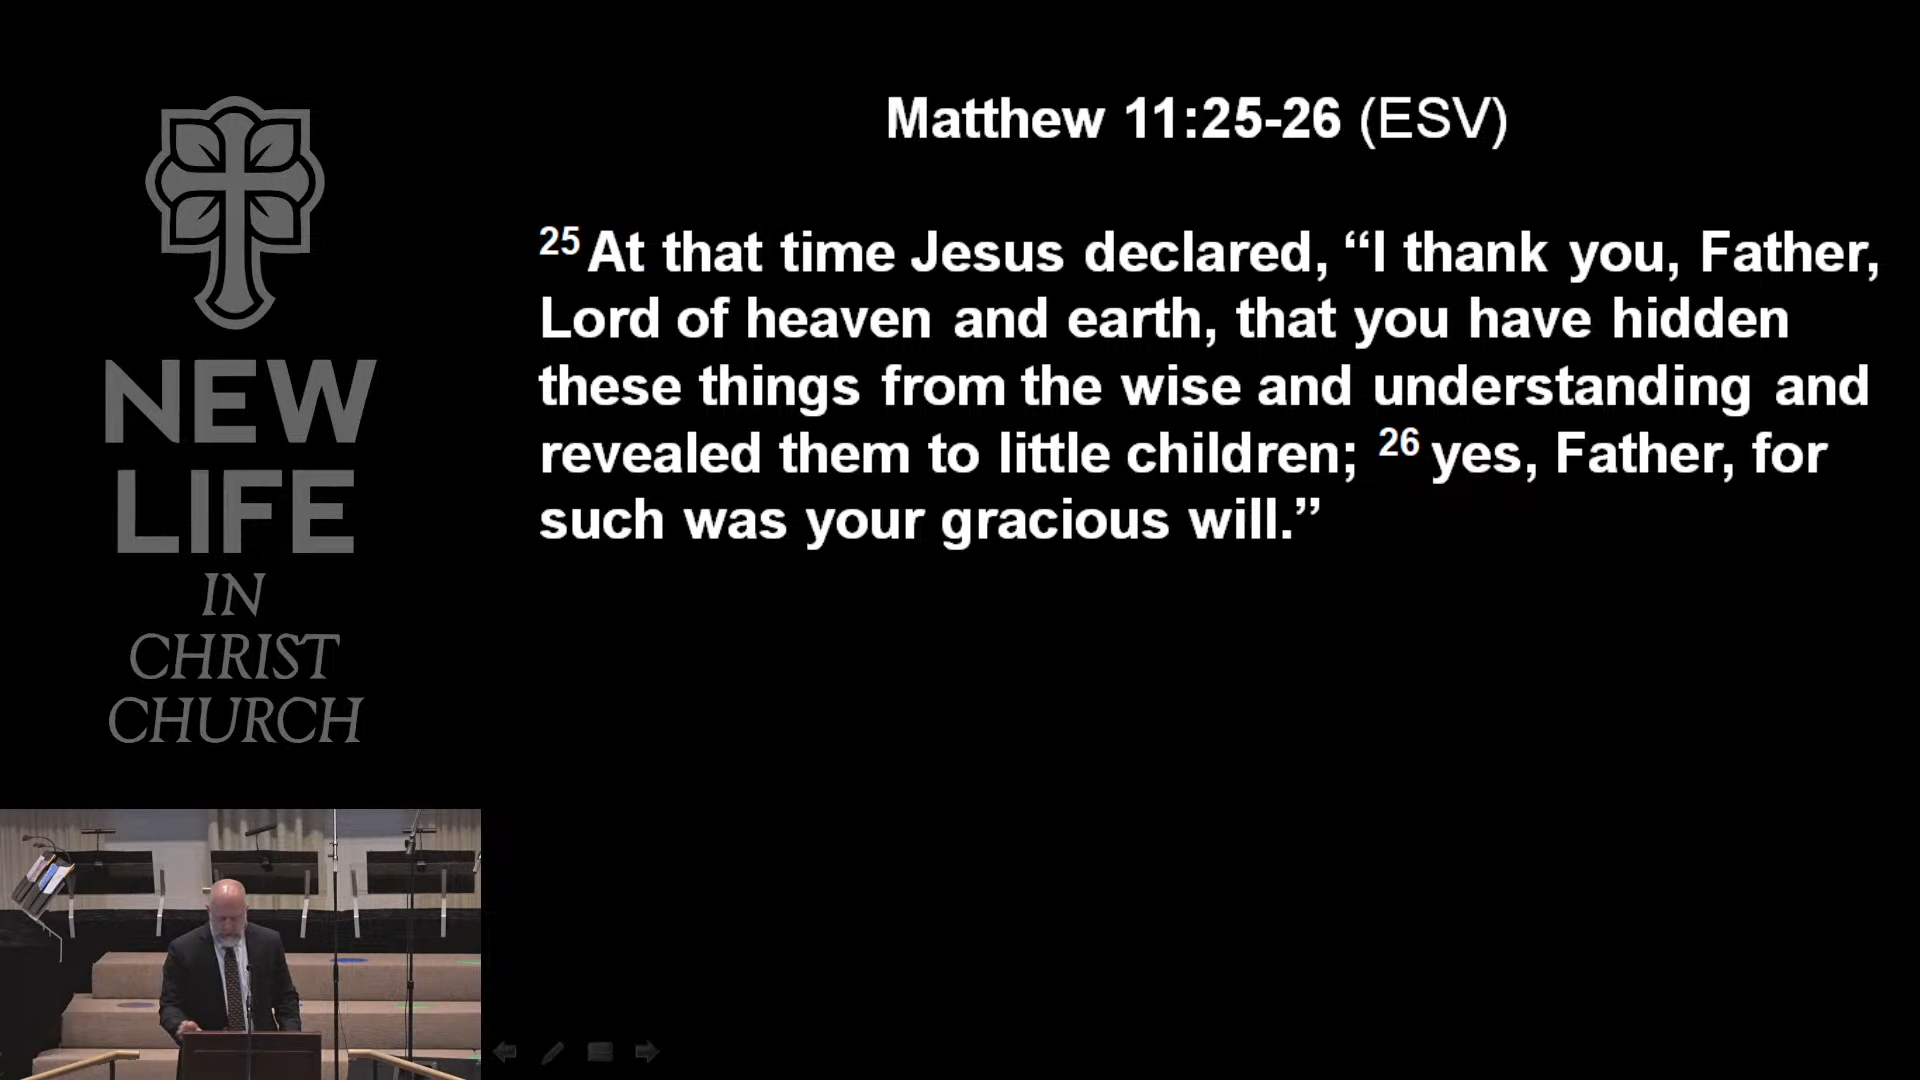 NEW
LIFE
IN
CHRIST
CHURCH
Matthew 11:25-26 (ESV)
25 At that time Jesus declared, “I thank you, Father,
Lord of heaven and earth, that you have hidden
these things from the wise and understanding and
revealed them to little children; 26 yes, Father, for
such was your gracious will.”